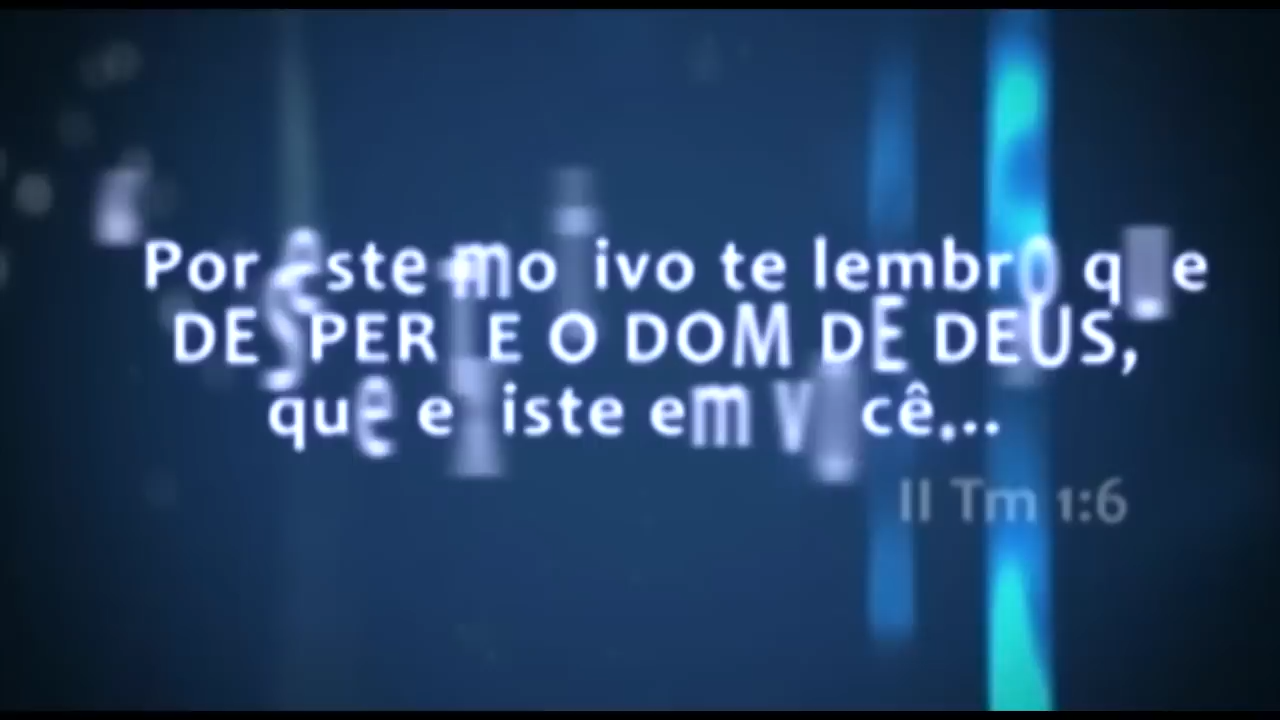 “Por este motivo te lembro que
DESPERTE O DOM DE DEUS,
que existe em você...
II Tm 1:6